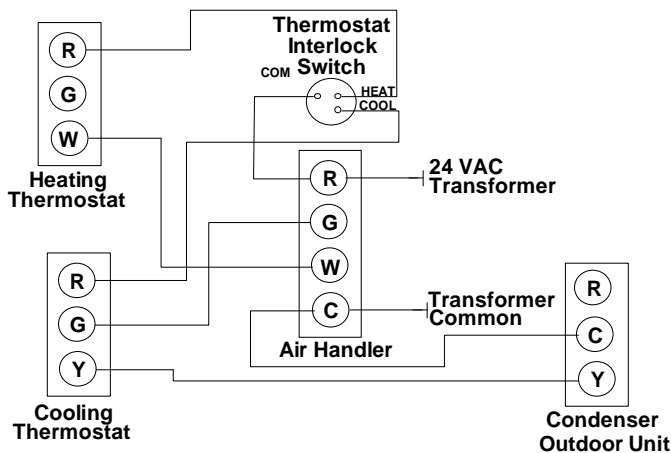 Thermostat
Interlock
COM Switch
HEAT
COOL
R
G
W
Heating
Thermostat
R
G
W
C
24 VAC
Transformer
Transformer
Common
Air Handler
R
G
Y
Cooling
Thermostat
R
C
Y
Condenser
Outdoor Unit